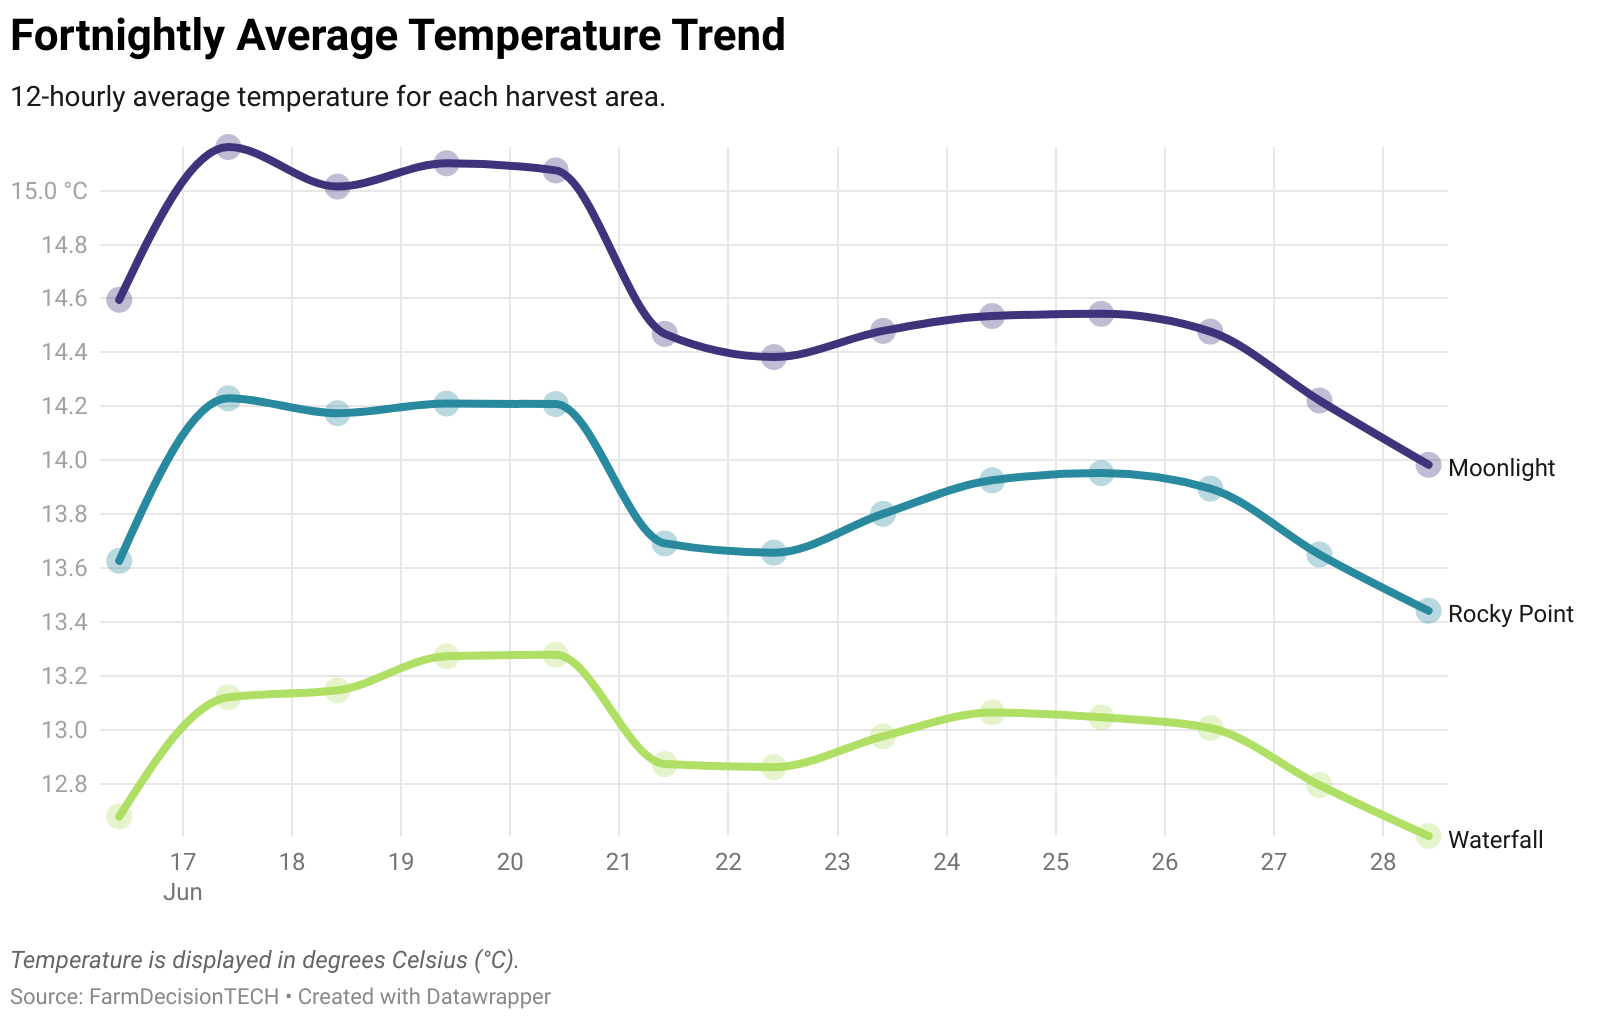 Fortnightly Average Temperature Trend
12-hourly average temperature for each harvest area.
15.0 °C
14.8
14.6
14.4
14.2
14.0
13.8
13.6
13.4
13.2
13.0
12.8
Moonlight
Rocky Point
Waterfall
17 18 19 20 21 22 23 24 25 26 27 28
Jun
Temperature is displayed in degrees Celsius (°C).
Source: FarmDecisionTECH • Created with Datawrapper